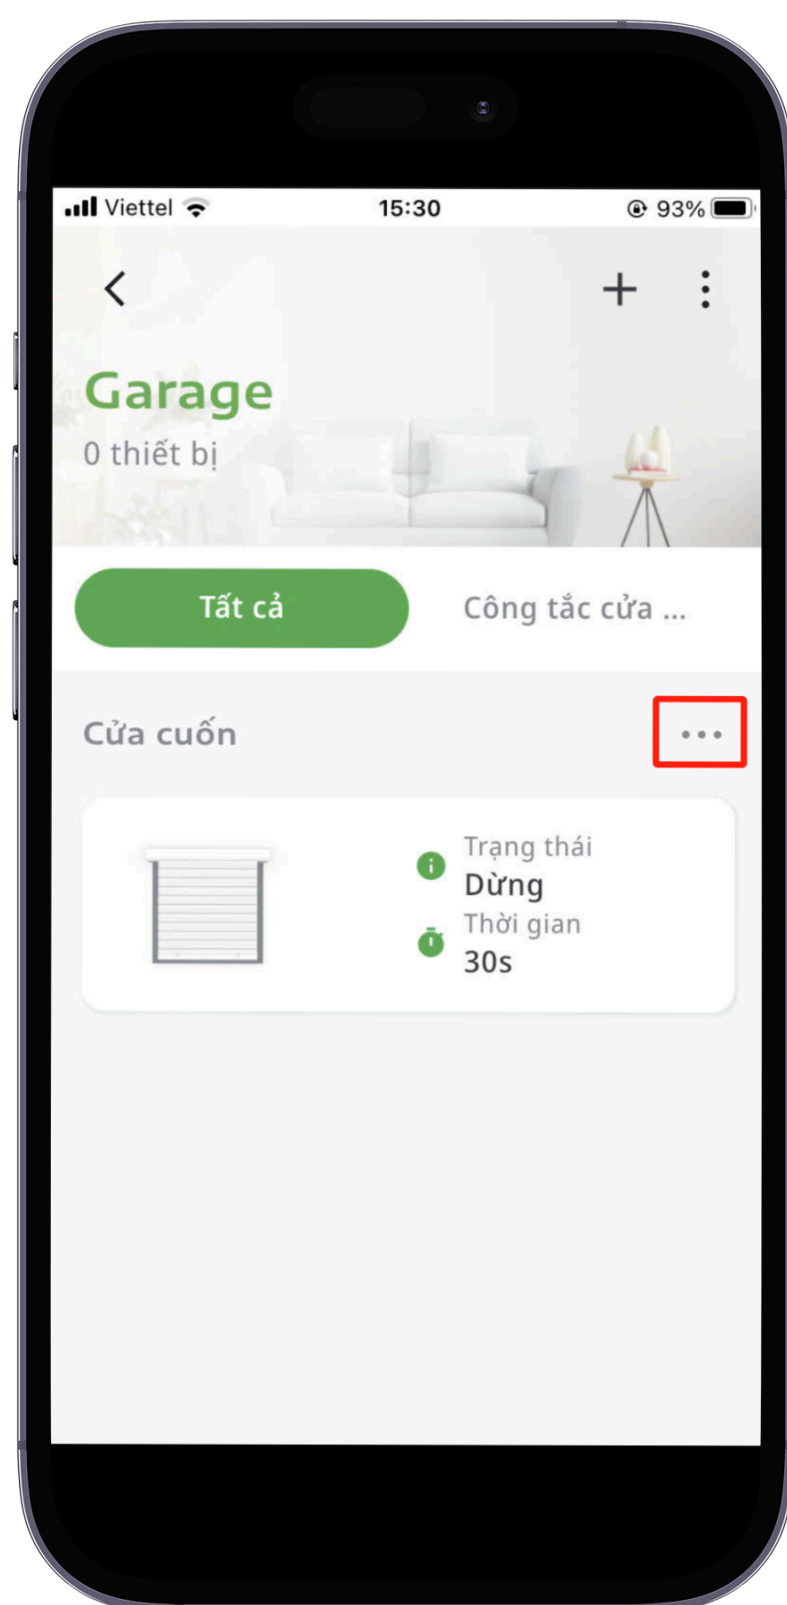 Viettel 15:30 93%
Garage
0 thiết bị
Tất cả Công tắc cửa ...
Cửa cuốn
Trạng thái
Dừng
Thời gian
30s